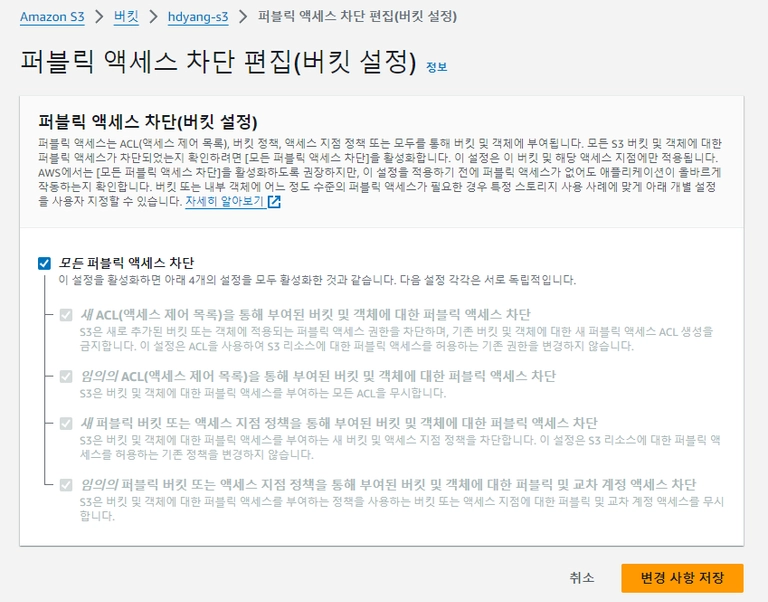 Amazon S3 > 버킷 > hdyang-s3 > 퍼블릭 액세스 차단 편집(버킷 설정)
퍼블릭 액세스 차단 편집(버킷 설정) 정보
퍼블릭 액세스 차단(버킷 설정)
퍼블릭 액세스는 ACL(액세스 제어 목록), 버킷 정책, 액세스 지점 정책 또는 모두를 통해 버킷 및 객체에 부여됩니다. 모든 S3 버킷 및 객체에 대한
퍼블릭 액세스가 차단되었는지 확인하려면 [모든 퍼블릭 액세스 차단]을 활성화합니다. 이 설정은 이 버킷 및 해당 액세스 지점에만 적용됩니다.
AWS에서는 [모든 퍼블릭 액세스 차단]을 활성화하도록 권장하지만, 이 설정을 적용하기 전에 퍼블릭 액세스가 없어도 애플리케이션이 올바르게
작동하는지 확인합니다. 버킷 또는 내부 객체에 어느 정도 수준의 퍼블릭 액세스가 필요한 경우 특정 스토리지 사용 사례에 맞게 아래 개별 설정
을 사용자 지정할 수 있습니다. 자세히 알아보기
모든 퍼블릭 액세스 차단
이 설정을 활성화하면 아래 4개의 설정을 모두 활성화한 것과 같습니다. 다음 설정 각각은 서로 독립적입니다.
새 ACL(액세스 제어 목록)을 통해 부여된 버킷 및 객체에 대한 퍼블릭 액세스 차단
S3은 새로 추가된 버킷 또는 객체에 적용되는 퍼블릭 액세스 권한을 차단하며, 기존 버킷 및 객체에 대한 새 퍼블릭 액세스 ACL 생성을
금지합니다. 이 설정은 ACL을 사용하여 S3 리소스에 대한 퍼블릭 액세스를 허용하는 기존 권한을 변경하지 않습니다.
임의의 ACL(액세스 제어 목록)을 통해 부여된 버킷 및 객체에 대한 퍼블릭 액세스 차단
S3은 버킷 및 객체에 대한 퍼블릭 액세스를 부여하는 모든 ACL을 무시합니다.
새 퍼블릭 버킷 또는 액세스 지점 정책을 통해 부여된 버킷 및 객체에 대한 퍼블릭 액세스 차단
S3은 버킷 및 객체에 대한 퍼블릭 액세스를 부여하는 새 버킷 및 액세스 지점 정책을 차단합니다. 이 설정은 S3 리소스에 대한 퍼블릭 액
세스를 허용하는 기존 정책을 변경하지 않습니다.
임의의 퍼블릭 버킷 또는 액세스 지점 정책을 통해 부여된 버킷 및 객체에 대한 퍼블릭 및 교차 계정 액세스 차단
S3은 버킷 및 객체에 대한 퍼블릭 액세스를 부여하는 정책을 사용하는 버킷 또는 액세스 지점에 대한 퍼블릭 및 교차 계정 액세스를 무시
합니다.
취소
변경 사항 저장